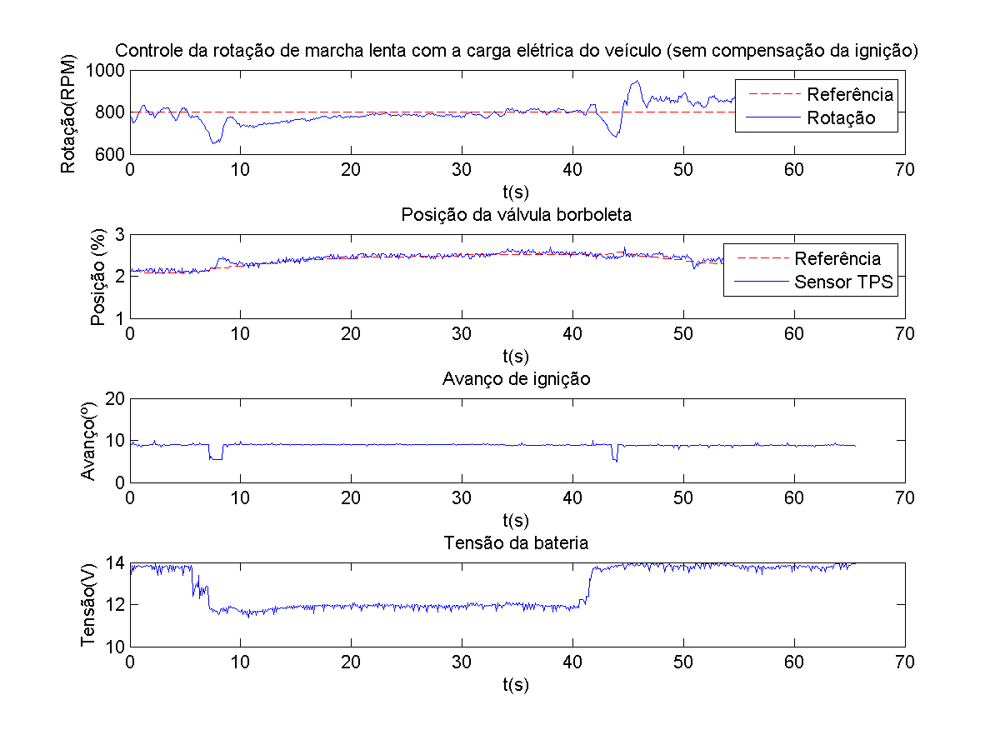 Controle da rotação de marcha lenta com a carga elétrica do veículo (sem compensação da ignição)
Rotação(RPM)
1000
800
600
Referência
Rotação
0 10 20 30 40 50 60 70
t(s)
Posição da válvula borboleta
Posição (%)
3
2
1
Referência
Sensor TPS
0 10 20 30 40 50 60 70
t(s)
Avanço de ignição
Avanço(º)
20
10
0
0 10 20 30 40 50 60 70
t(s)
Tensão da bateria
Tensão(V)
14
12
10
0 10 20 30 40 50 60 70
t(s)